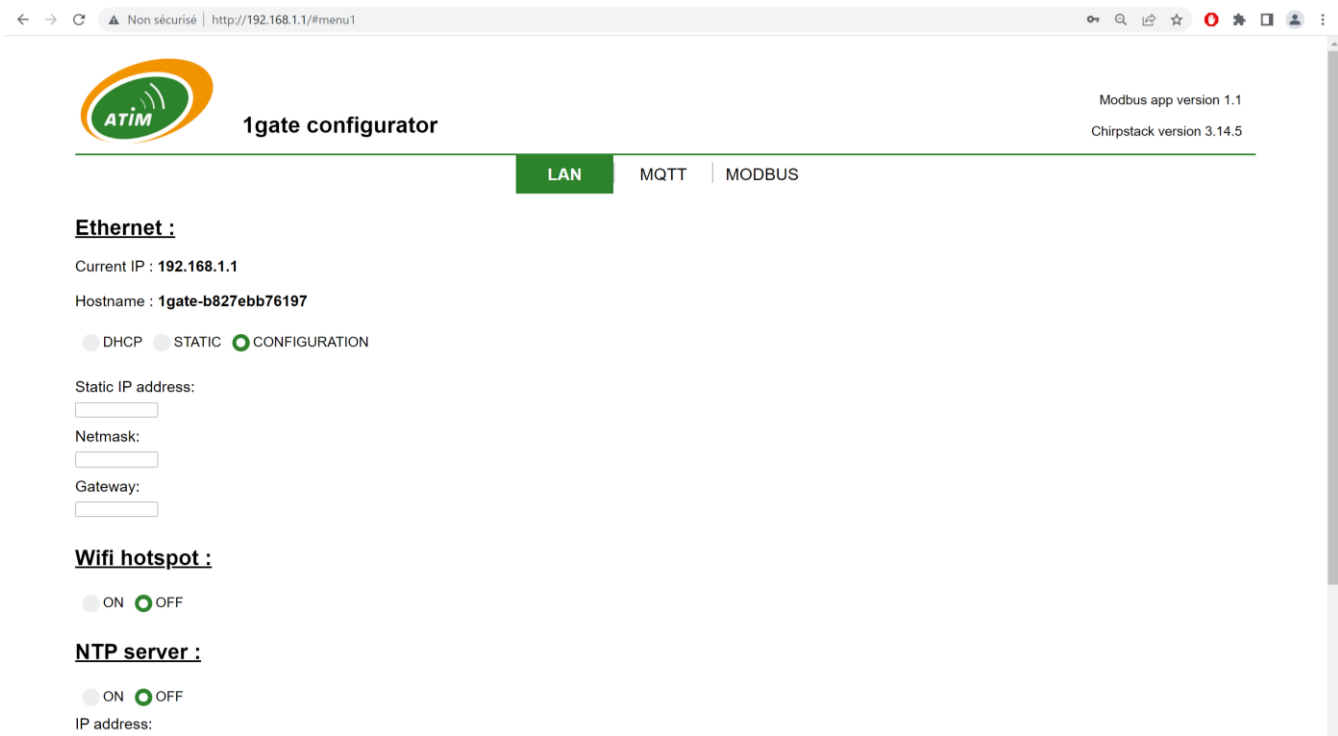 Non sécurisé | http://192.168.1.1/#menu1
ATiM
1gate configurator
Modbus app version 1.1
Chirpstack version 3.14.5
LAN MQTT MODBUS
Ethernet :
Current IP : 192.168.1.1
Hostname : 1gate-b827ebb76197
DHCP STATIC CONFIGURATION
Static IP address:
Netmask:
Gateway:
Wifi hotspot :
ON OFF
NTP server :
ON OFF
IP address: